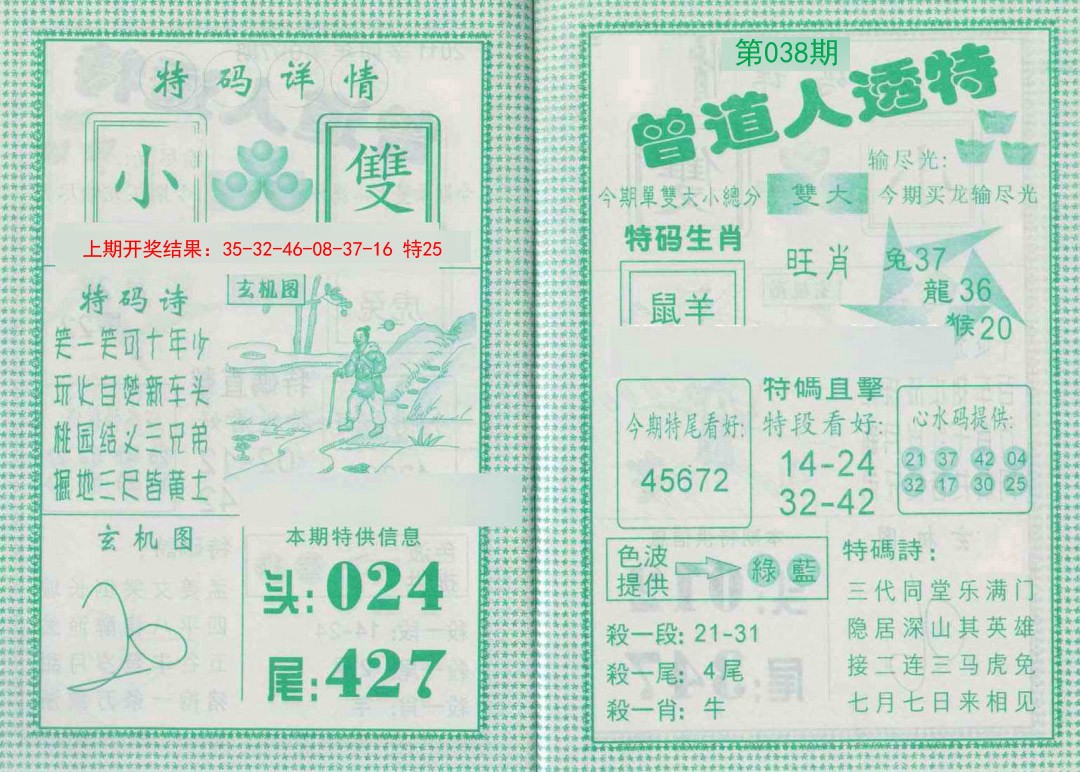 特码详情
小
雙
上期开奖结果：35-32-46-08-37-16 特25
特码诗
笑一笑可十年少
玩火自焚新车头
桃园结义三兄弟
掘地三尺皆黄土
玄机图
玄机图
本期特供信息
头:024
尾:427
第038期
曾道人透特
输尽光:
今期單雙大小總分
雙大
今期买龙输尽光
特码生肖
鼠羊
旺肖
兔37
龍36
猴20
今期特尾看好:
45672
特碼直擊
特段看好:
14-24
32-42
心水码提供:
21 37 42 04
32 17 30 25
色波
提供
綠 藍
殺一段: 21-31
殺一尾: 4尾
殺一肖: 牛
特碼詩:
三代同堂乐满门
隐居深山其英雄
接二连三马虎免
七月七日来相见